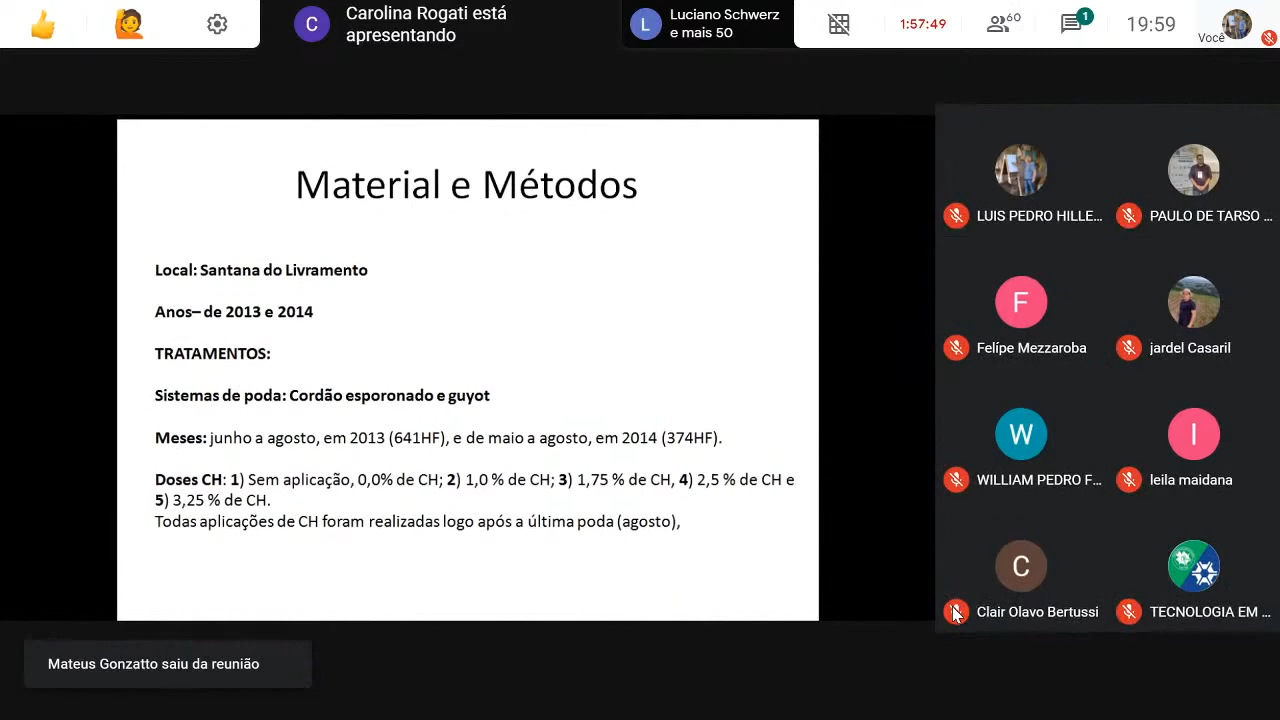 Carolina Rogati está
apresentando
C
L
Luciano Schwerz
e mais 50
1:57:49
60
1
19:59
Você
Material e Métodos
Local: Santana do Livramento
Anos– de 2013 e 2014
TRATAMENTOS:
Sistemas de poda: Cordão esporonado e guyot
Meses: junho a agosto, em 2013 (641HF), e de maio a agosto, em 2014 (374HF).
Doses CH: 1) Sem aplicação, 0,0% de CH; 2) 1,0 % de CH; 3) 1,75 % de CH, 4) 2,5 % de CH e
5) 3,25 % de CH.
Todas aplicações de CH foram realizadas logo após a última poda (agosto),
LUIS PEDRO HILLE...
PAULO DE TARSO ...
F
Felípe Mezzaroba
jardel Casaril
W
I
WILLIAM PEDRO F...
leila maidana
C
Clair Olavo Bertussi
TECNOLOGIA EM ...
Mateus Gonzatto saiu da reunião